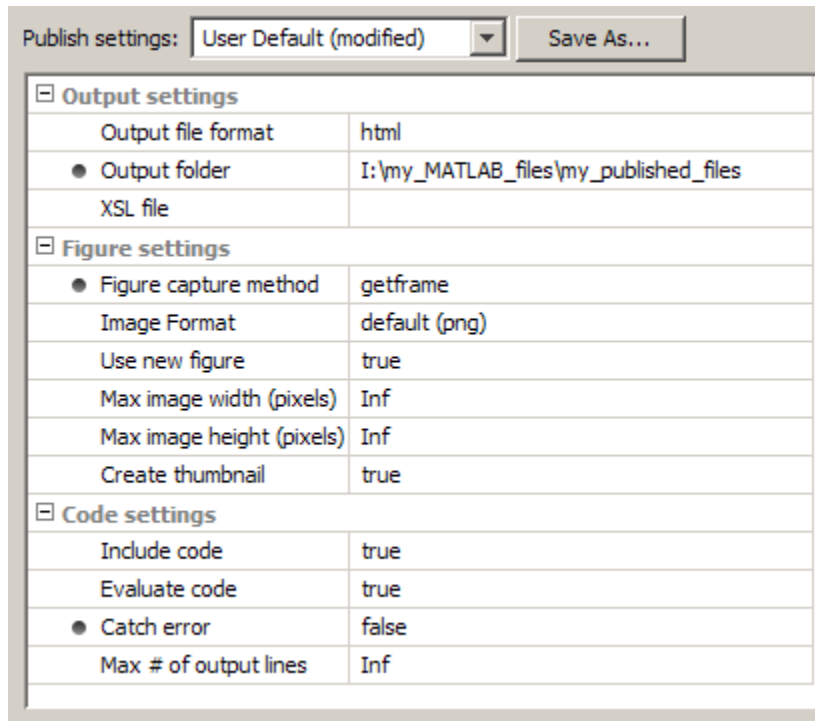 Publish settings: User Default (modified) Save As...
Output settings
Output file format html
Output folder I:\my_MATLAB_files\my_published_files
XSL file
Figure settings
Figure capture method getframe
Image Format default (png)
Use new figure true
Max image width (pixels) Inf
Max image height (pixels) Inf
Create thumbnail true
Code settings
Include code true
Evaluate code true
Catch error false
Max # of output lines Inf